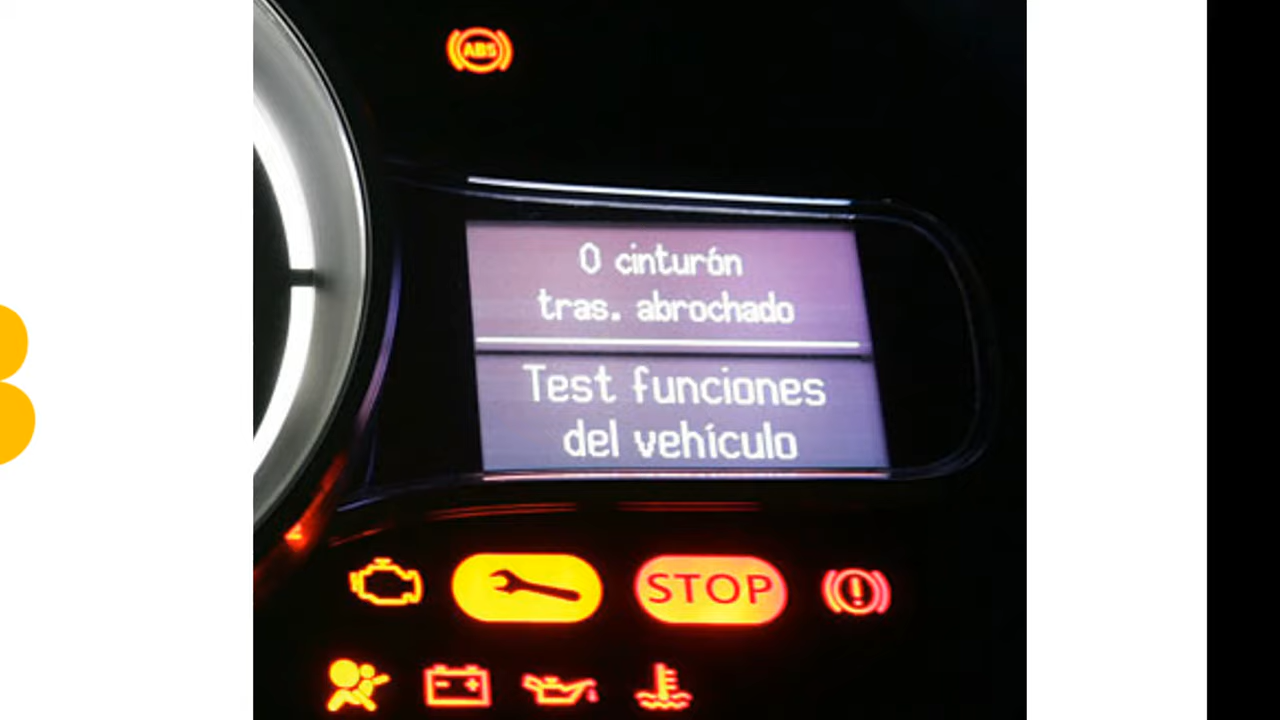 ABS
0 cinturón
tras. abrochado
Test funciones
del vehículo
STOP